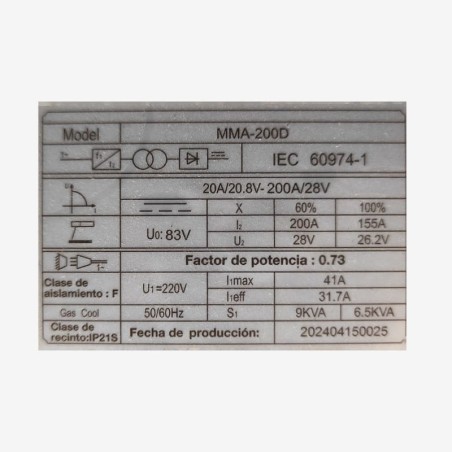 Model MMA-200D
IEC 60974-1
20A/20.8V- 200A/28V
X 60% 100%
U0: 83V I2 200A 155A
U2 28V 26.2V
Factor de potencia : 0.73
Clase de aislamiento : F U1=220V I1max 41A
I1eff 31.7A
Gas Cool 50/60Hz S1 9KVA 6.5KVA
Clase de recinto:IP21S Fecha de producción: 202404150025